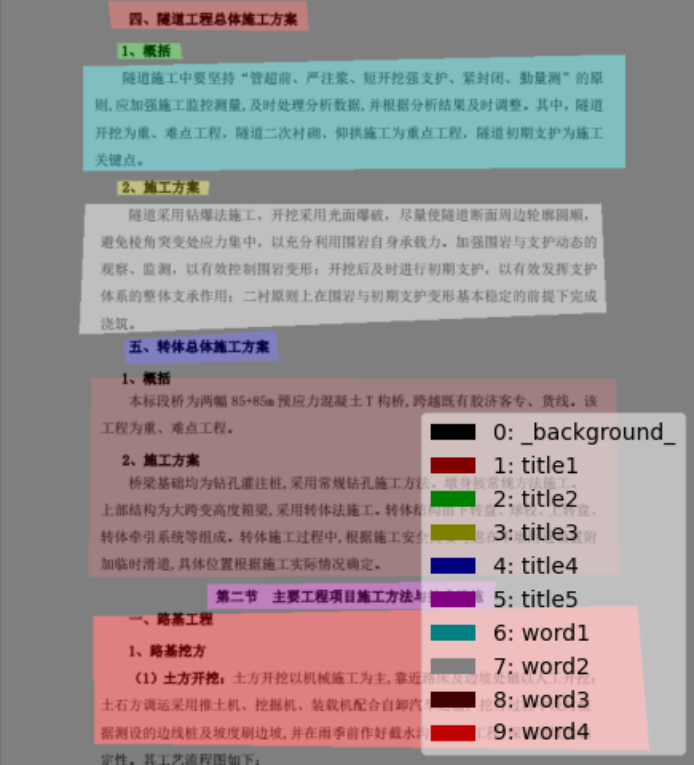 四、隧道工程总体施工方案
1、概括
隧道施工中要坚持“管超前、严注浆、短开挖强支护、紧封闭、勤量测”的原
则,应加强施工监控测量,及时处理分析数据,并根据分析结果及时调整。其中，隧道
开挖为重、难点工程，隧道二次衬砌、仰拱施工为重点工程，隧道初期支护为施工
关键点。
2、施工方案
隧道采用钻爆法施工，开挖采用光面爆破，尽量使隧道断面周边轮廓圆顺，
避免棱角突变处应力集中，以充分利用围岩自身承载力。加强围岩与支护动态的
观察、监测，以有效控制围岩变形；开挖后及时进行初期支护，以有效发挥支护
体系的整体支承作用；二衬原则上在围岩与初期支护变形基本稳定的前提下完成
浇筑。
五、转体总体施工方案
1、概括
本标段桥为两幅 85+85m 预应力混凝土 T 构桥,跨越既有胶济客专、货线。该
工程为重、难点工程。
2、施工方案
桥梁基础均为钻孔灌注桩,采用常规钻孔施工方法。墩身按常规方法施工。
上部结构为大跨变高度箱梁,采用转体法施工。转体结构由下转盘、球铰、上转盘、
转体牵引系统等组成。转体施工过程中,根据施工安全
加临时滑道,具体位置根据施工实际情况确定。
第二节 主要工程项目施工方法与
一、路基工程
1、路基挖方
（1）土方开挖：土方开挖以机械施工为主,靠近路床及边坡处辅以人工开挖；
土石方调运采用推土机、挖掘机、装载机配合自卸汽
据测设的边线桩及坡度刷边坡,并在雨季前作好截水沟
定性。其工艺流程图如下：
0: _background_
1: title1
2: title2
3: title3
4: title4
5: title5
6: word1
7: word2
8: word3
9: word4